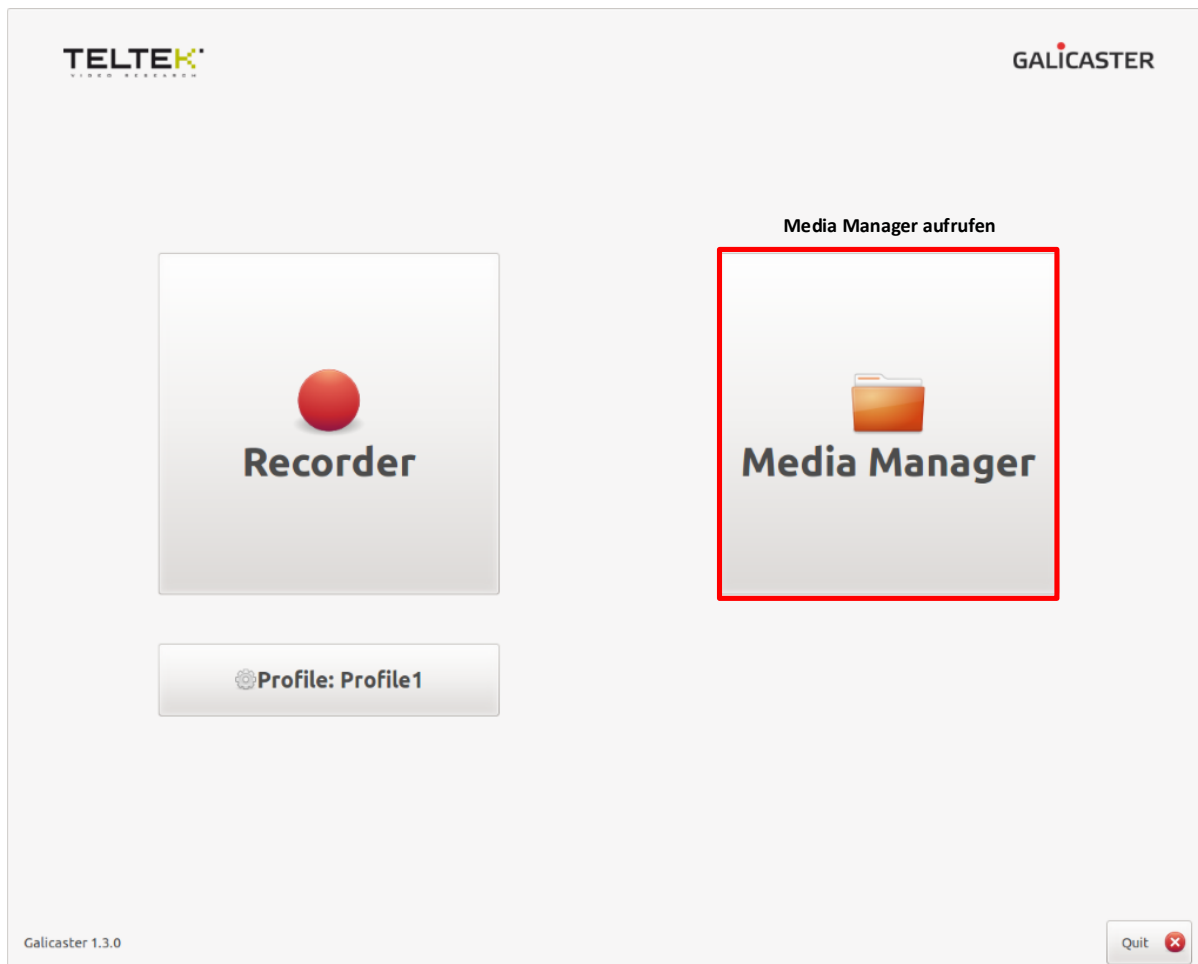 TELTEK
VIDEO RESEARCH
GALICASTER
Media Manager aufrufen
Recorder
Media Manager
Profile: Profile1
Galicaster 1.3.0
Quit